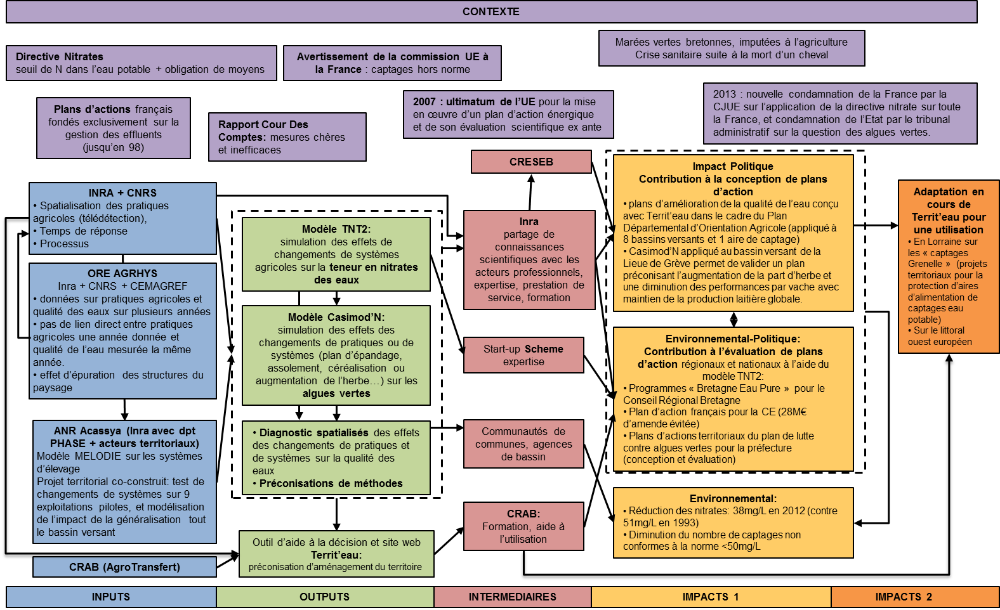 CONTEXTE
Directive Nitrates
seuil de N dans l’eau potable + obligation de moyens
Avertissement de la commission UE à
la France : captages hors norme
Marées vertes bretonnes, imputées à l’agriculture
Crise sanitaire suite à la mort d’un cheval
Plans d’actions français
fondés exclusivement sur la
gestion des effluents
(jusqu’en 98)
Rapport Cour Des
Comptes: mesures chères
et inefficaces
2007 : ultimatum de l’UE pour la mise
en œuvre d’un plan d’action énergique
et de son évaluation scientifique ex ante
2013 : nouvelle condamnation de la France par la
CJUE sur l’application de la directive nitrate sur toute
la France, et condamnation de l’Etat par le tribunal
administratif sur la question des algues vertes.
INRA + CNRS
• Spatialisation des pratiques
agricoles (télédétection),
• Temps de réponse
• Processus
ORE AGRHYS
Inra + CNRS + CEMAGREF
• données sur pratiques agricoles et
qualité des eaux sur plusieurs années
• pas de lien direct entre pratiques
agricoles une année donnée et
qualité de l’eau mesurée la même
année.
• effet d’épuration des structures du
paysage
ANR Acassya (Inra avec dpt
PHASE + acteurs territoriaux)
Modèle MELODIE sur les systèmes
d’élevage
Projet territorial co-construit: test de
changements de systèmes sur 9
exploitations pilotes, et modélisation
de l’impact de la généralisation tout
le bassin versant
CRAB (AgroTransfert)
Modèle TNT2:
simulation des effets de
changements de systèmes
agricoles sur la teneur en nitrates
des eaux
Modèle Casimod’N:
simulation des effets des
changements de pratiques ou de
systèmes (plan d’épandage,
assolement, céréalisation ou
augmentation de l’herbe…) sur les
algues vertes
• Diagnostic spatialisés des effets
des changements de pratiques et
de systèmes sur la qualité des
eaux
• Préconisations de méthodes
Outil d’aide à la décision et site web
Territ’eau:
préconisation d’aménagement du territoire
CRESEB
Inra
partage de
connaissances
scientifiques avec les
acteurs professionnels,
expertise, prestation de
service, formation
Start-up Scheme
expertise
Communautés de
communes, agences
de bassin
CRAB:
Formation, aide à
l’utilisation
Impact Politique
Contribution à la conception de plans
d’action
• plans d’amélioration de la qualité de l’eau conçu
avec Territ’eau dans le cadre du Plan
Départemental d’Orientation Agricole (appliqué à
8 bassins versants et 1 aire de captage)
• Casimod’N appliqué au bassin versant de la
Lieue de Grève permet de valider un plan
préconisant l’augmentation de la part d’herbe et
une diminution des performances par vache avec
maintien de la production laitière globale.
Environnemental-Politique:
Contribution à l’évaluation de plans
d’action régionaux et nationaux à l’aide du
modèle TNT2:
• Programmes « Bretagne Eau Pure » pour le
Conseil Régional Bretagne
• Plan d’action français pour la CE (28M€
d’amende évitée)
• Plans d’actions territoriaux du plan de lutte
contre algues vertes pour la préfecture
(conception et évaluation)
Environnemental:
• Réduction des nitrates: 38mg/L en 2012 (contre
51mg/L en 1993)
• Diminution du nombre de captages non
conformes à la norme <50mg/L
Adaptation en
cours de
Territ’eau pour
une utilisation
• En Lorraine sur
les « captages
Grenelle » (projets
territoriaux pour la
protection d’aires
d’alimentation de
captages eau
potable)
• Sur le littoral
ouest européen
INPUTS
OUTPUTS
INTERMEDIAIRES
IMPACTS 1
IMPACTS 2